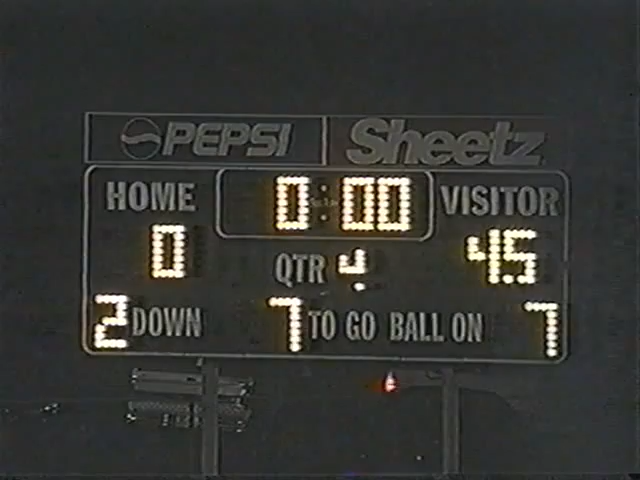 PEPSI Sheetz
HOME 0:00 VISITOR
0 QTR 4 45
2 DOWN 7 TO GO BALL ON 7